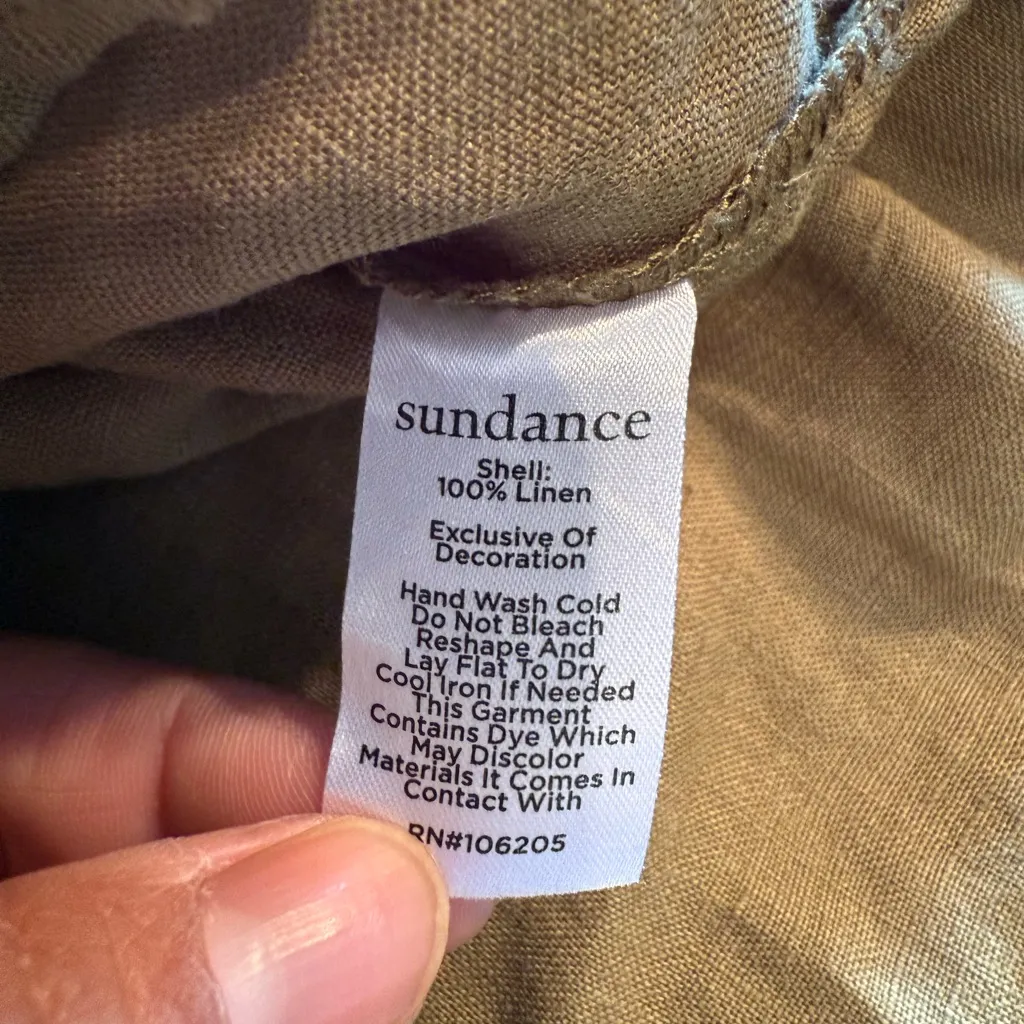 sundance
Shell:
100% Linen
Exclusive Of
Decoration
Hand Wash Cold
Do Not Bleach
Reshape And
Lay Flat To Dry
Cool Iron If Needed
This Garment
Contains Dye Which
May Discolor
Materials It Comes In
Contact With
RN#106205